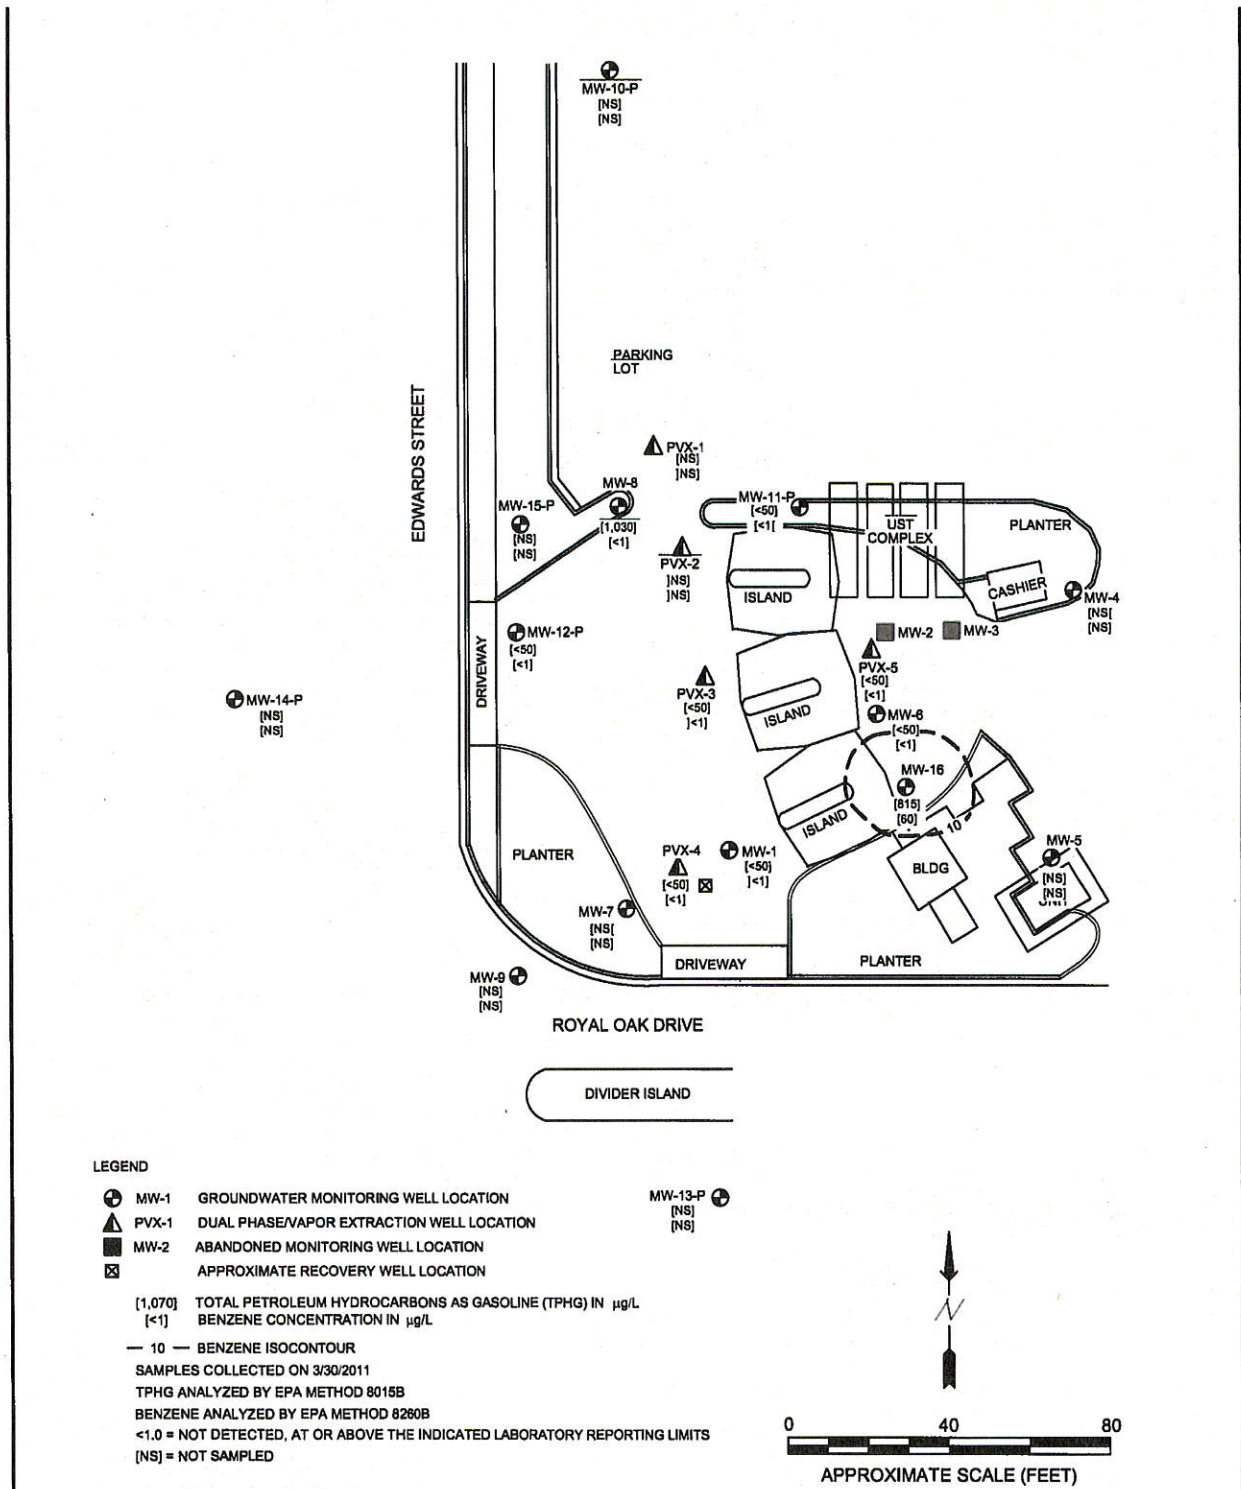 MW-10-P
[NS]
[NS]
PARKING
LOT
EDWARDS STREET
PVX-1
[NS]
]NS]
MW-8
[1,030]
[<1]
MW-15-P
[NS]
[NS]
MW-11-P
[<50]
[<1[
UST
COMPLEX
PLANTER
PVX-2
]NS]
]NS]
ISLAND
CASHIER
MW-4
[NS[
[NS]
MW-2
MW-3
MW-12-P
[<50]
[<1]
DRIVEWAY
PVX-5
[<50]
[<1]
PVX-3
[<50]
]<1]
ISLAND
MW-14-P
[NS]
[NS]
MW-6
[<50]
[<1]
MW-16
[815]
[60]
10
ISLAND
PLANTER
PVX-4
[<50]
[<1]
MW-1
[<50]
]<1]
BLDG
MW-5
[NS]
[NS]
MW-7
[NS[
[NS]
DRIVEWAY
PLANTER
MW-9
[NS]
[NS]
ROYAL OAK DRIVE
DIVIDER ISLAND
LEGEND
MW-1 GROUNDWATER MONITORING WELL LOCATION
PVX-1 DUAL PHASE/VAPOR EXTRACTION WELL LOCATION
MW-2 ABANDONED MONITORING WELL LOCATION
APPROXIMATE RECOVERY WELL LOCATION
[1,070] TOTAL PETROLEUM HYDROCARBONS AS GASOLINE (TPHG) IN µg/L
[<1] BENZENE CONCENTRATION IN µg/L
— 10 — BENZENE ISOCONTOUR
SAMPLES COLLECTED ON 3/30/2011
TPHG ANALYZED BY EPA METHOD 8015B
BENZENE ANALYZED BY EPA METHOD 8260B
<1.0 = NOT DETECTED, AT OR ABOVE THE INDICATED LABORATORY REPORTING LIMITS
[NS] = NOT SAMPLED
MW-13-P
[NS]
[NS]
N
0 40 80
APPROXIMATE SCALE (FEET)